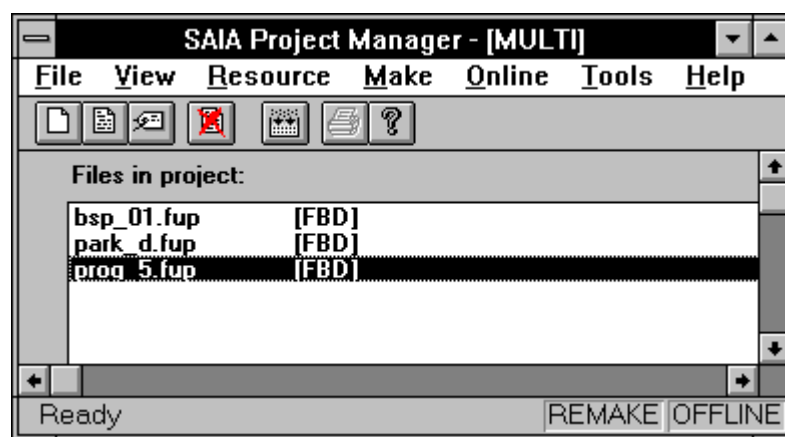 SAIA Project Manager - [MULTI]
File View Resource Make Online Tools Help
Files in project:
bsp_01.fup [FBD]
park_d.fup [FBD]
prog_5.fup [FBD]
Ready REMAKE OFFLINE